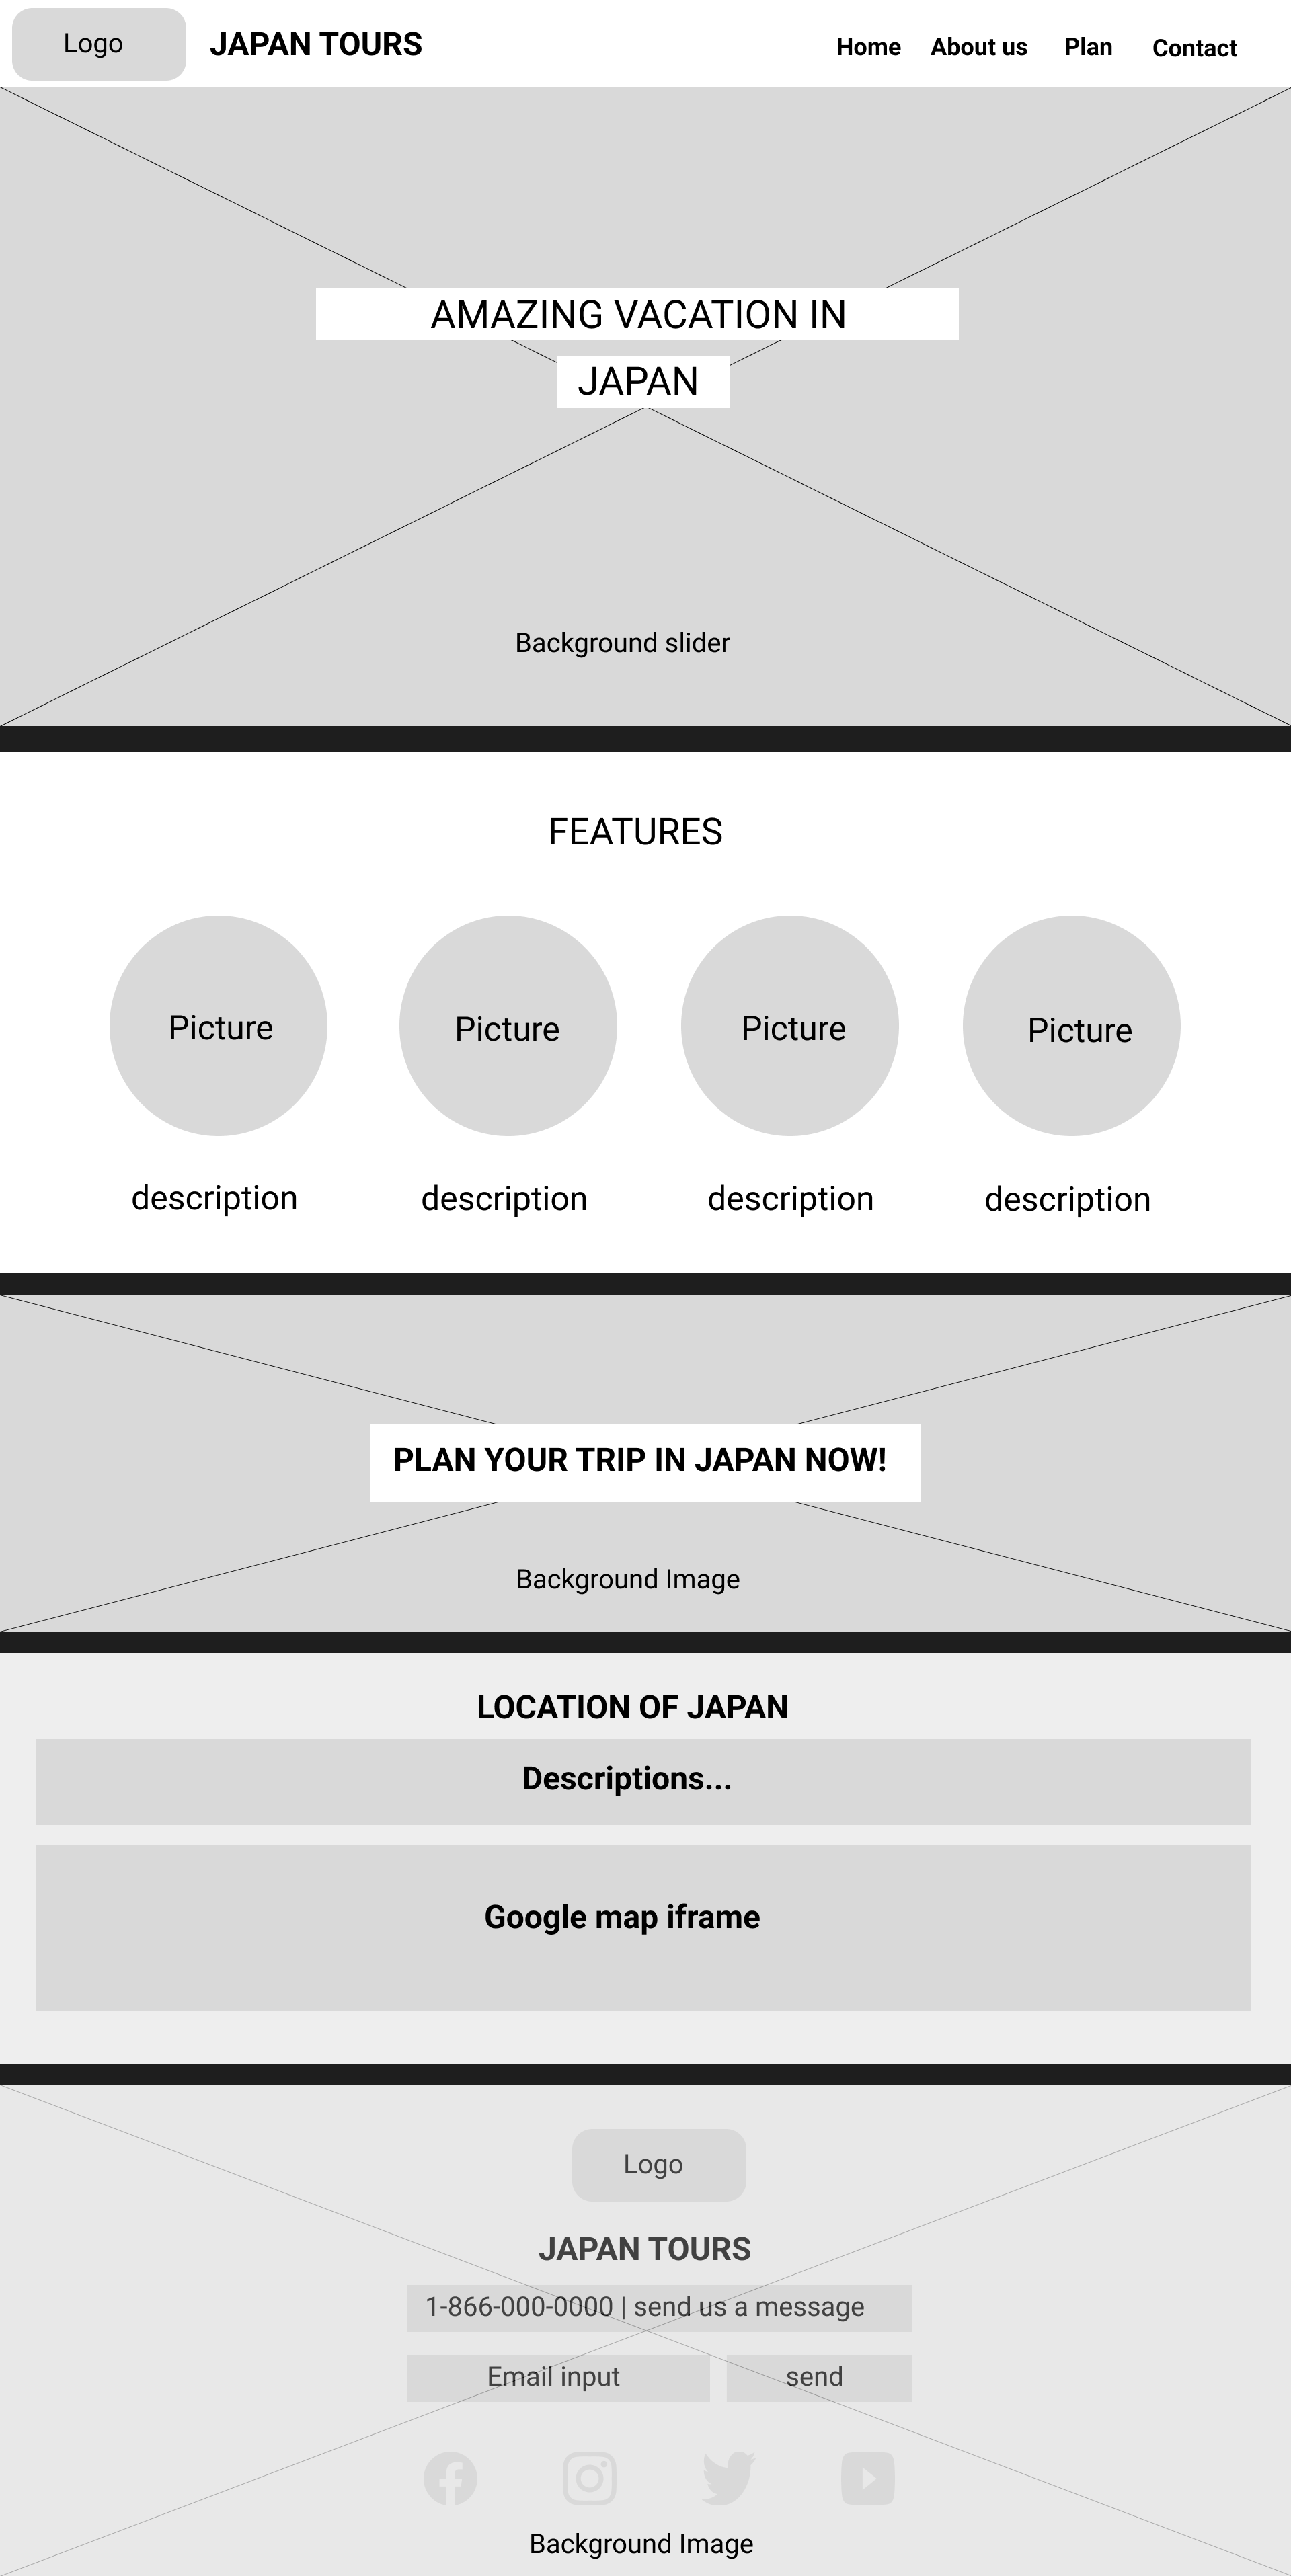 Logo JAPAN TOURS Home About us Plan Contact
AMAZING VACATION IN
JAPAN
Background slider
FEATURES
Picture Picture Picture Picture
description description description description
PLAN YOUR TRIP IN JAPAN NOW!
Background Image
LOCATION OF JAPAN
Descriptions...
Google map iframe
Logo
JAPAN TOURS
1-866-000-0000 | send us a message
Email input send
Background Image